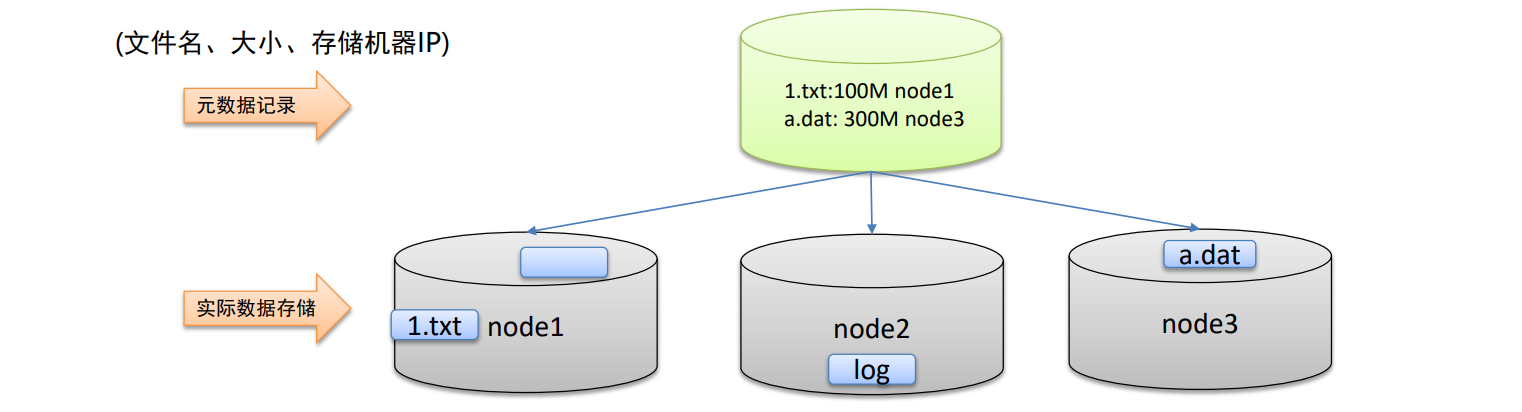 (文件名、大小、存储机器IP)
元数据记录
1.txt:100M node1
a.dat: 300M node3
实际数据存储
1.txt
node1
node2
log
a.dat
node3